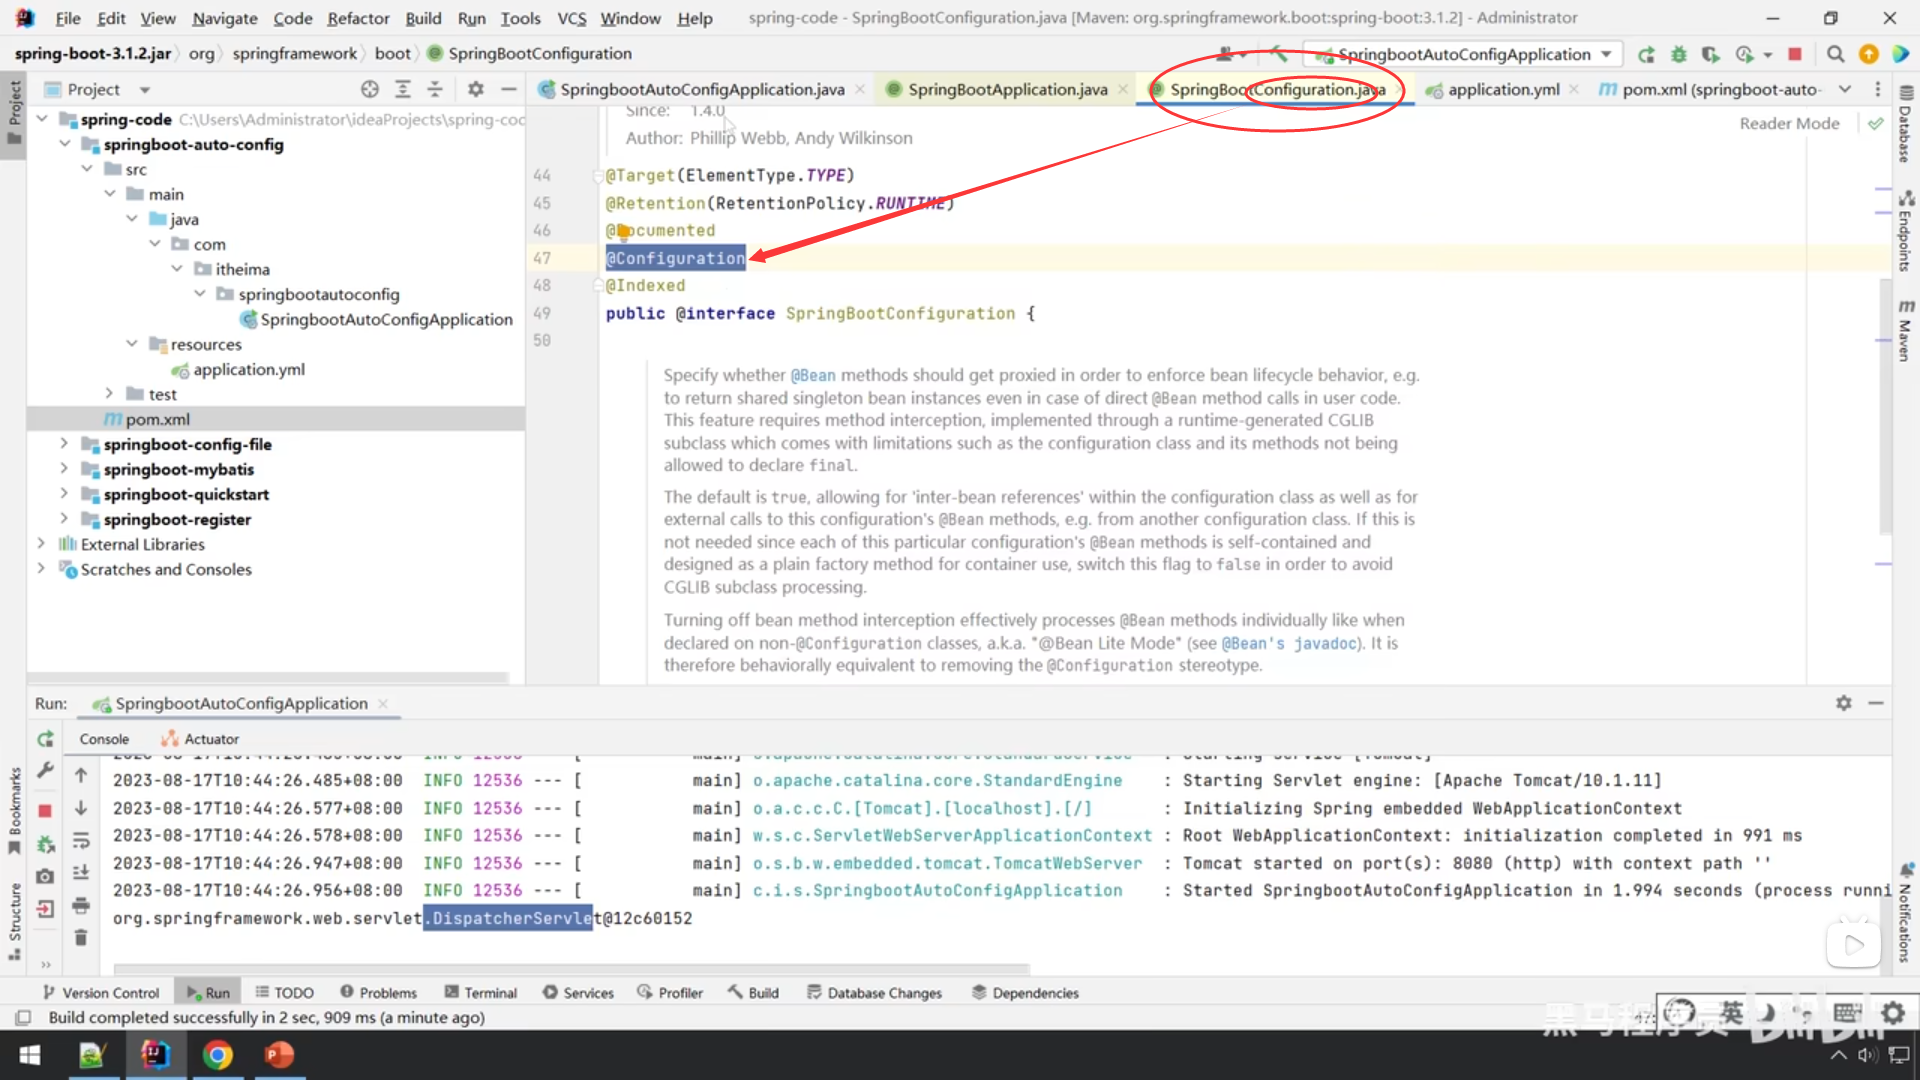 File Edit View Navigate Code Refactor Build Run Tools VCS Window Help spring-code - SpringBootConfiguration.java [Maven: org.springframework.boot:spring-boot:3.1.2] - Administrator
spring-boot-3.1.2.jar org springframework boot SpringBootConfiguration SpringbootAutoConfigApplication
Project SpringbootAutoConfigApplication.java SpringBootApplication.java SpringBootConfiguration.java application.yml pom.xml (springboot-auto-
Project
Database
Endpoints
Maven
Notifications
Bookmarks
Structure
spring-code C:\Users\Administrator\IdeaProjects\spring-coc
springboot-auto-config
src
main
java
com
itheima
springbootautoconfig
SpringbootAutoConfigApplication
resources
application.yml
test
pom.xml
springboot-config-file
springboot-mybatis
springboot-quickstart
springboot-register
External Libraries
Scratches and Consoles
Since: 1.4.0
Reader Mode
Author: Phillip Webb, Andy Wilkinson
44 @Target(ElementType.TYPE)
45 @Retention(RetentionPolicy.RUNTIME)
46 @Documented
47 @Configuration
48 @Indexed
49 public @interface SpringBootConfiguration {
50
Specify whether @Bean methods should get proxied in order to enforce bean lifecycle behavior, e.g.
to return shared singleton bean instances even in case of direct @Bean method calls in user code.
This feature requires method interception, implemented through a runtime-generated CGLIB
subclass which comes with limitations such as the configuration class and its methods not being
allowed to declare final.
The default is true, allowing for 'inter-bean references' within the configuration class as well as for
external calls to this configuration's @Bean methods, e.g. from another configuration class. If this is
not needed since each of this particular configuration's @Bean methods is self-contained and
designed as a plain factory method for container use, switch this flag to false in order to avoid
CGLIB subclass processing.
Turning off bean method interception effectively processes @Bean methods individually like when
declared on non-@Configuration classes, a.k.a. "@Bean Lite Mode" (see @Bean's javadoc). It is
therefore behaviorally equivalent to removing the @Configuration stereotype.
Run: SpringbootAutoConfigApplication
Console Actuator
2023-08-17T10:44:26.485+08:00 INFO 12536 --- [ main] o.apache.catalina.core.StandardEngine : Starting Servlet engine: [Apache Tomcat/10.1.11]
2023-08-17T10:44:26.577+08:00 INFO 12536 --- [ main] o.a.c.c.C.[Tomcat].[localhost].[/] : Initializing Spring embedded WebApplicationContext
2023-08-17T10:44:26.578+08:00 INFO 12536 --- [ main] w.s.c.ServletWebServerApplicationContext : Root WebApplicationContext: initialization completed in 991 ms
2023-08-17T10:44:26.947+08:00 INFO 12536 --- [ main] o.s.b.w.embedded.tomcat.TomcatWebServer : Tomcat started on port(s): 8080 (http) with context path ''
2023-08-17T10:44:26.956+08:00 INFO 12536 --- [ main] c.i.s.SpringbootAutoConfigApplication : Started SpringbootAutoConfigApplication in 1.994 seconds (process runni
org.springframework.web.servlet.DispatcherServlet@12c60152
Version Control Run TODO Problems Terminal Services Profiler Build Database Changes Dependencies
Build completed successfully in 2 sec, 909 ms (a minute ago)
黑马程序员 英 bilibili